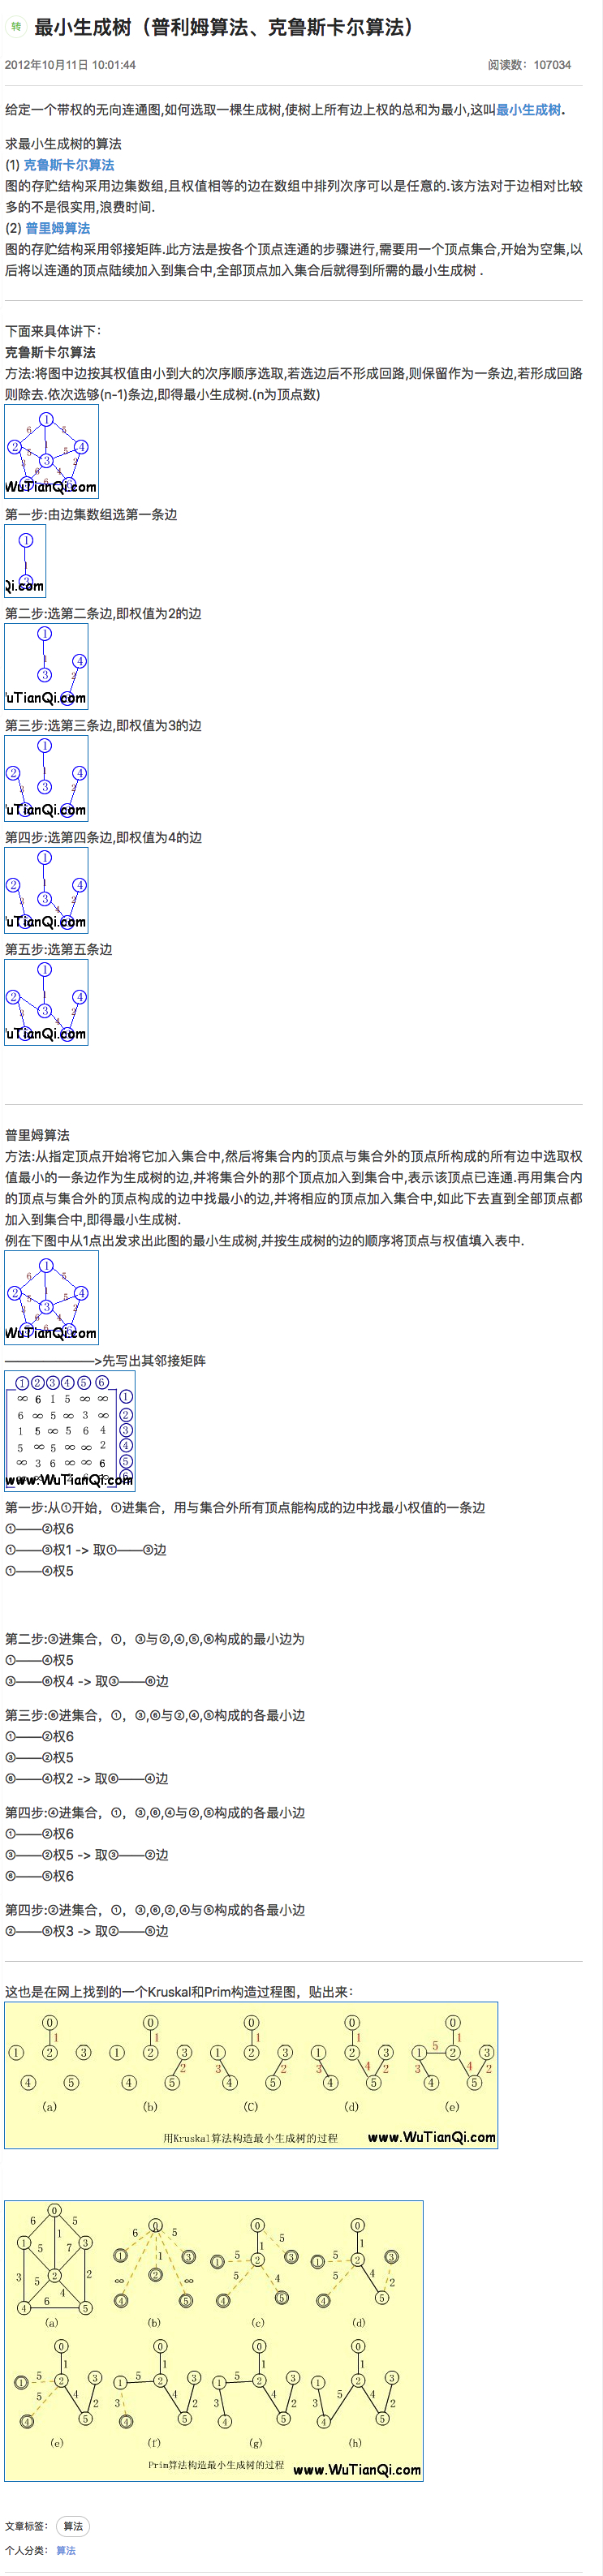 转 最小生成树（普利姆算法、克鲁斯卡尔算法）
2012年10月11日 10:01:44 阅读数：107034
给定一个带权的无向连通图,如何选取一棵生成树,使树上所有边上权的总和为最小,这叫最小生成树.
求最小生成树的算法
(1) 克鲁斯卡尔算法
图的存贮结构采用边集数组,且权值相等的边在数组中排列次序可以是任意的.该方法对于边相对比较
多的不是很实用,浪费时间.
(2) 普里姆算法
图的存贮结构采用邻接矩阵.此方法是按各个顶点连通的步骤进行,需要用一个顶点集合,开始为空集,以
后将以连通的顶点陆续加入到集合中,全部顶点加入集合后就得到所需的最小生成树 .
下面来具体讲下：
克鲁斯卡尔算法
方法:将图中边按其权值由小到大的次序顺序选取,若选边后不形成回路,则保留作为一条边,若形成回路
则除去.依次选够(n-1)条边,即得最小生成树.(n为顶点数)
WuTianQi.com
第一步:由边集数组选第一条边
Qi.com
第二步:选第二条边,即权值为2的边
uTianQi.com
第三步:选第三条边,即权值为3的边
uTianQi.com
第四步:选第四条边,即权值为4的边
uTianQi.com
第五步:选第五条边
uTianQi.com
普里姆算法
方法:从指定顶点开始将它加入集合中,然后将集合内的顶点与集合外的顶点所构成的所有边中选取权
值最小的一条边作为生成树的边,并将集合外的那个顶点加入到集合中,表示该顶点已连通.再用集合内
的顶点与集合外的顶点构成的边中找最小的边,并将相应的顶点加入集合中,如此下去直到全部顶点都
加入到集合中,即得最小生成树.
例在下图中从1点出发求出此图的最小生成树,并按生成树的边的顺序将顶点与权值填入表中.
WuTianQi.com
———————>先写出其邻接矩阵
① ② ③ ④ ⑤ ⑥
∞ 6 1 5 ∞ ∞ ①
6 ∞ 5 ∞ 3 ∞ ②
1 5 ∞ 5 6 4 ③
5 ∞ 5 ∞ ∞ 2 ④
∞ 3 6 ∞ ∞ 6 ⑤
www.WuTianQi.com
第一步:从①开始，①进集合，用与集合外所有顶点能构成的边中找最小权值的一条边
①——②权6
①——③权1 -> 取①——③边
①——④权5
第二步:③进集合，①，③与②,④,⑤,⑥构成的最小边为
①——④权5
③——⑥权4 -> 取③——⑥边
第三步:⑥进集合，①，③,⑥与②,④,⑤构成的各最小边
①——②权6
③——②权5
⑥——④权2 -> 取⑥——④边
第四步:④进集合，①，③,⑥,④与②,⑤构成的各最小边
①——②权6
③——②权5 -> 取③——②边
⑥——⑤权6
第四步:②进集合，①，③,⑥,②,④与⑤构成的各最小边
②——⑤权3 -> 取②——⑤边
这也是在网上找到的一个Kruskal和Prim构造过程图，贴出来：
(a) (b) (C) (d) (e)
用Kruskal算法构造最小生成树的过程 www.WuTianQi.com
(a) (b) (c) (d)
(e) (f) (g) (h)
Prim算法构造最小生成树的过程 www.WuTianQi.com
文章标签： 算法
个人分类： 算法